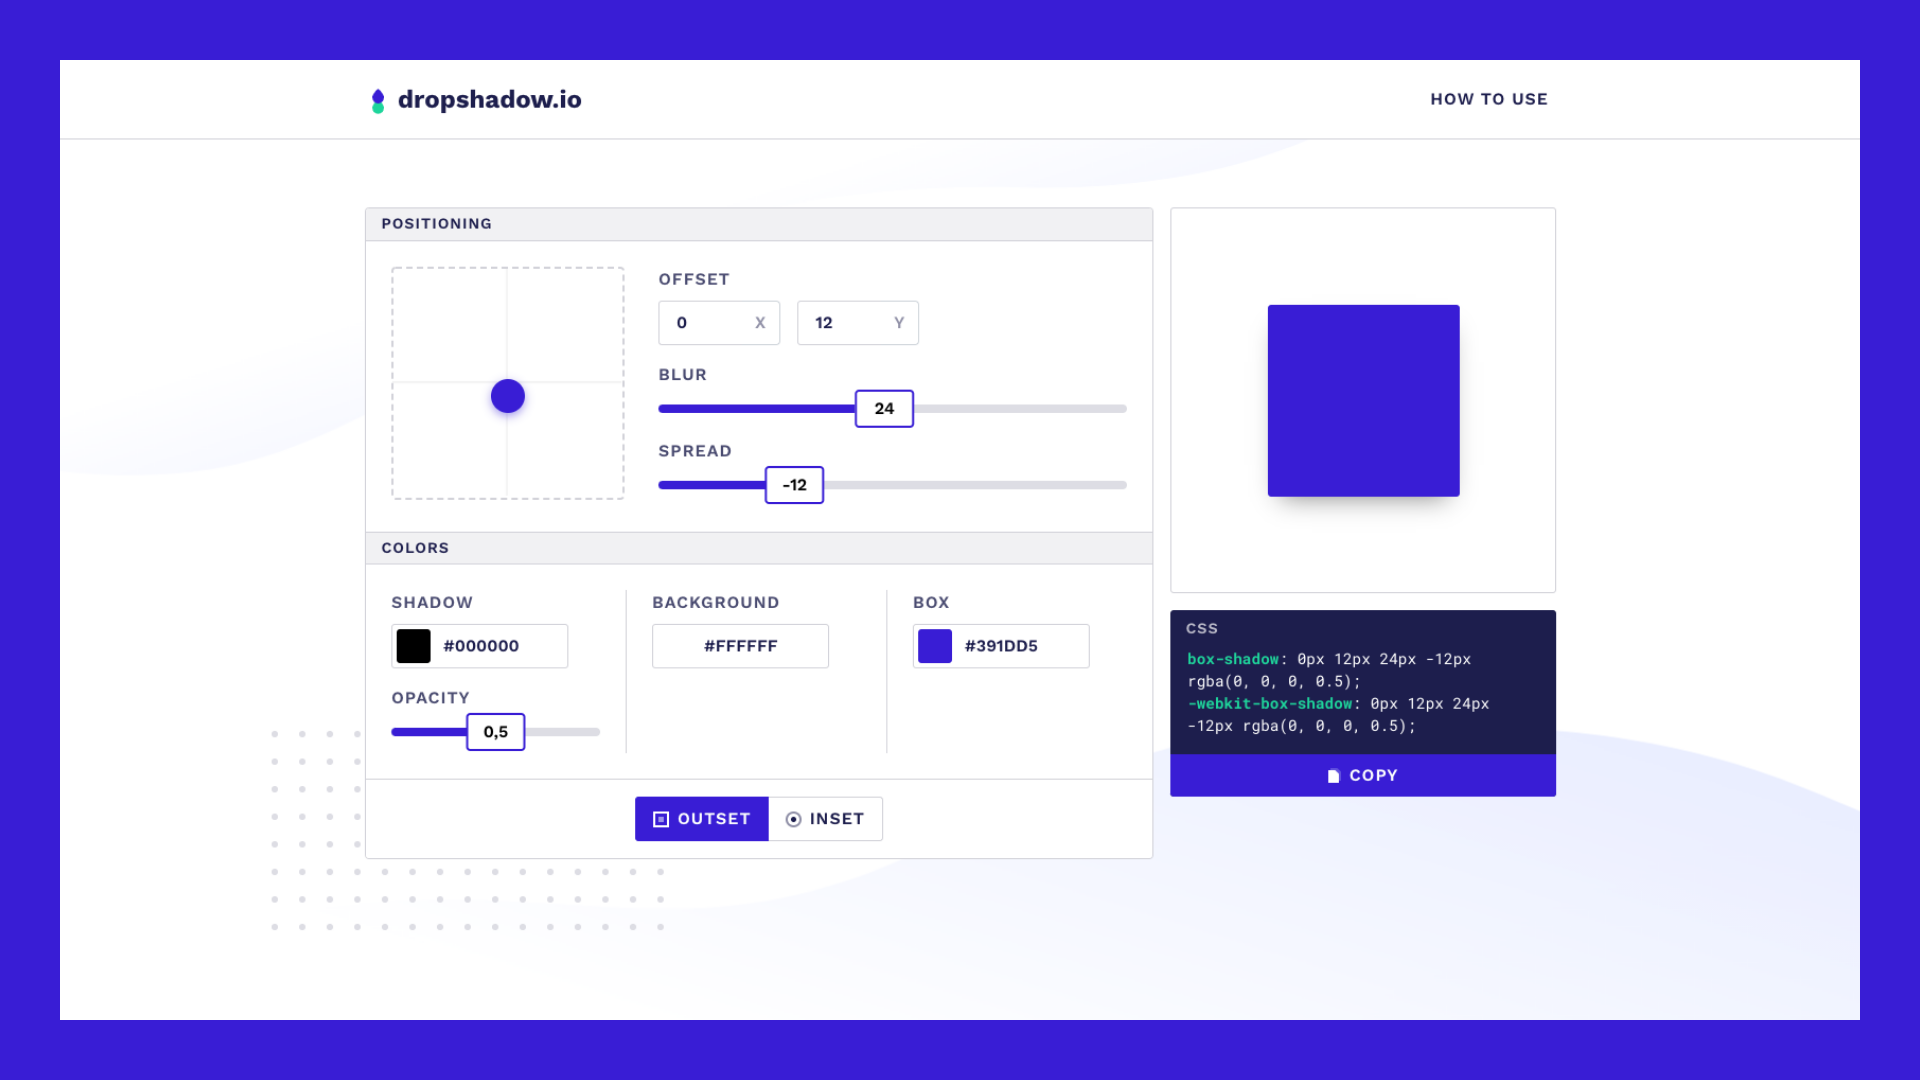 dropshadow.io
HOW TO USE
POSITIONING
OFFSET
0 X 12 Y
BLUR
24
SPREAD
-12
COLORS
SHADOW
#000000
OPACITY
0,5
BACKGROUND
#FFFFFF
BOX
#391DD5
OUTSET INSET
CSS
box-shadow: 0px 12px 24px -12px
rgba(0, 0, 0, 0.5);
-webkit-box-shadow: 0px 12px 24px
-12px rgba(0, 0, 0, 0.5);
COPY